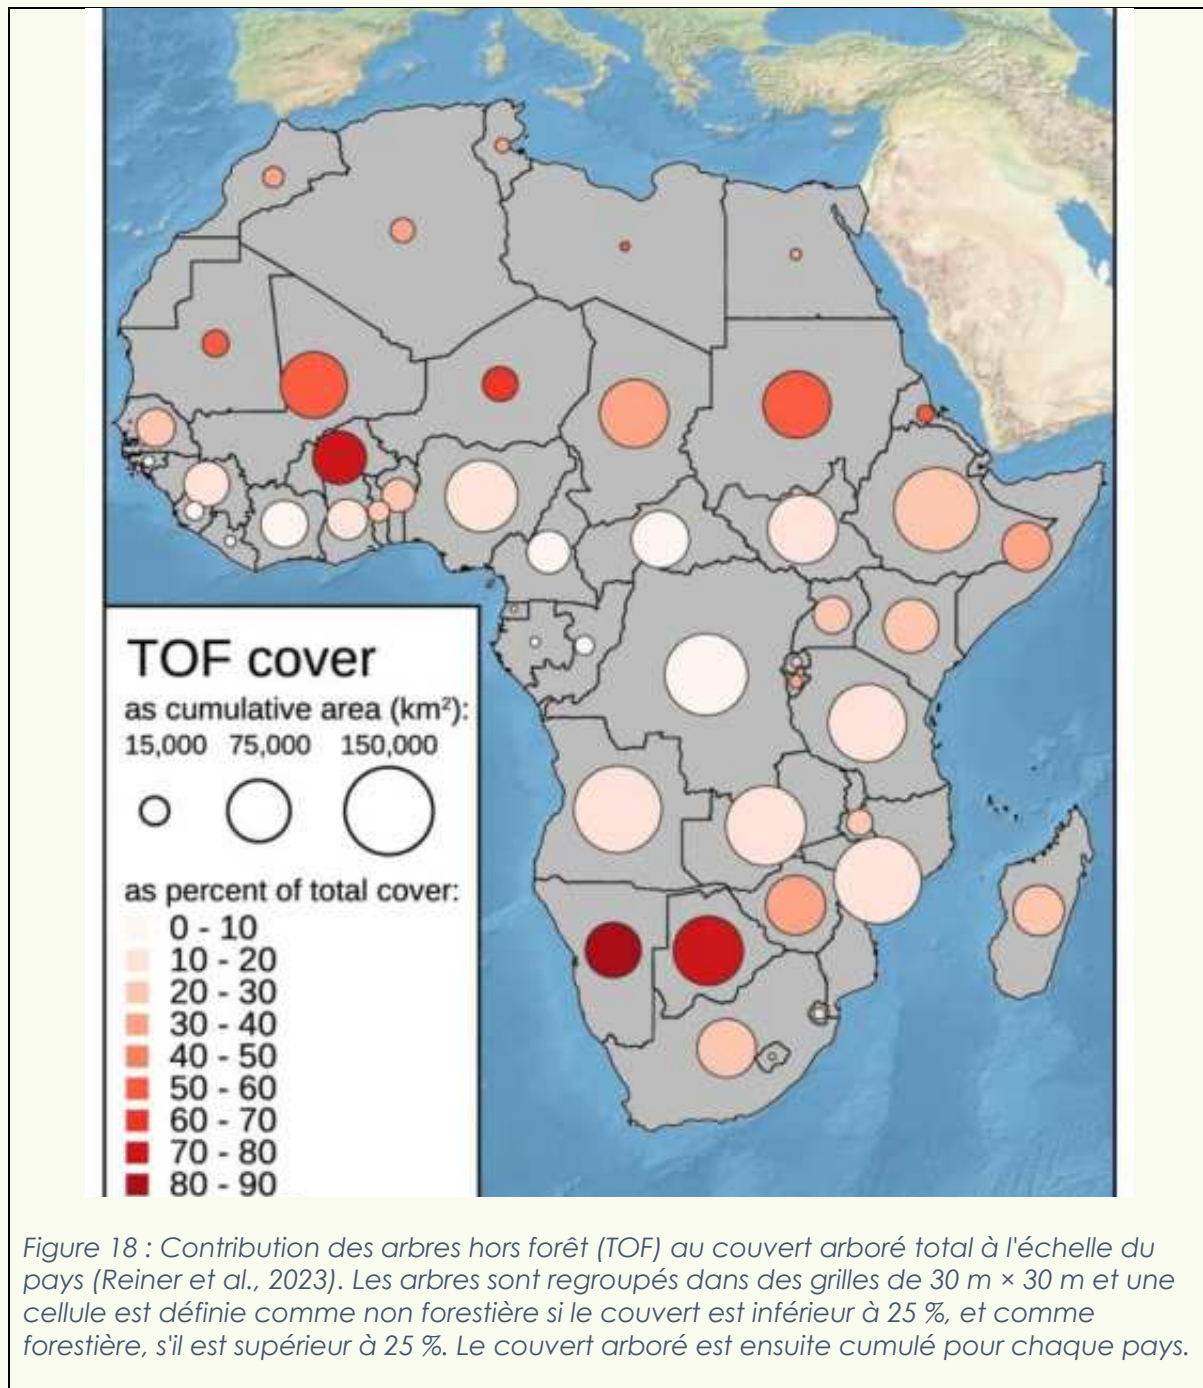 TOF cover
as cumulative area (km²):
15,000 75,000 150,000
as percent of total cover:
0 - 10
10 - 20
20 - 30
30 - 40
40 - 50
50 - 60
60 - 70
70 - 80
80 - 90
Figure 18 : Contribution des arbres hors forêt (TOF) au couvert arboré total à l'échelle du
pays (Reiner et al., 2023). Les arbres sont regroupés dans des grilles de 30 m × 30 m et une
cellule est définie comme non forestière si le couvert est inférieur à 25 %, et comme
forestière, s'il est supérieur à 25 %. Le couvert arboré est ensuite cumulé pour chaque pays.